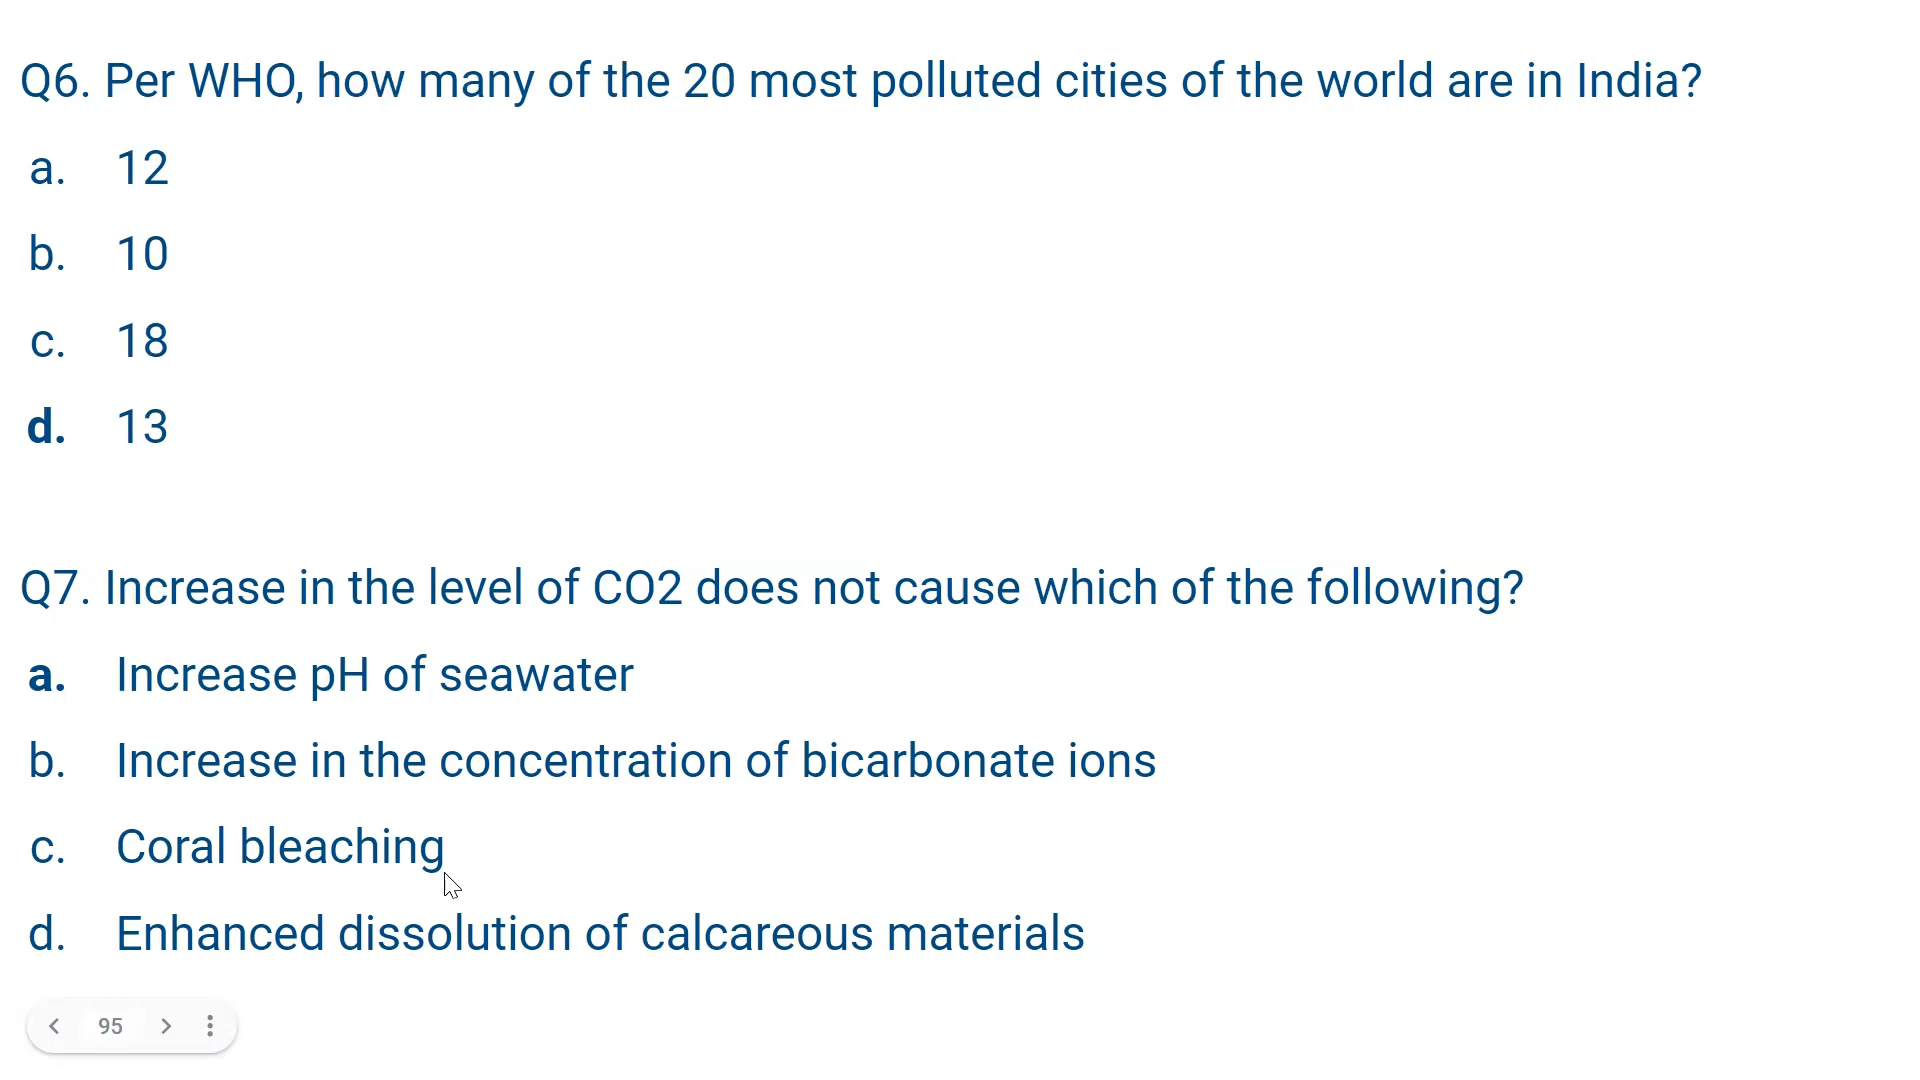 Q6. Per WHO, how many of the 20 most polluted cities of the world are in India?
a. 12
b. 10
c. 18
d. 13
Q7. Increase in the level of CO2 does not cause which of the following?
a. Increase pH of seawater
b. Increase in the concentration of bicarbonate ions
c. Coral bleaching
d. Enhanced dissolution of calcareous materials
95